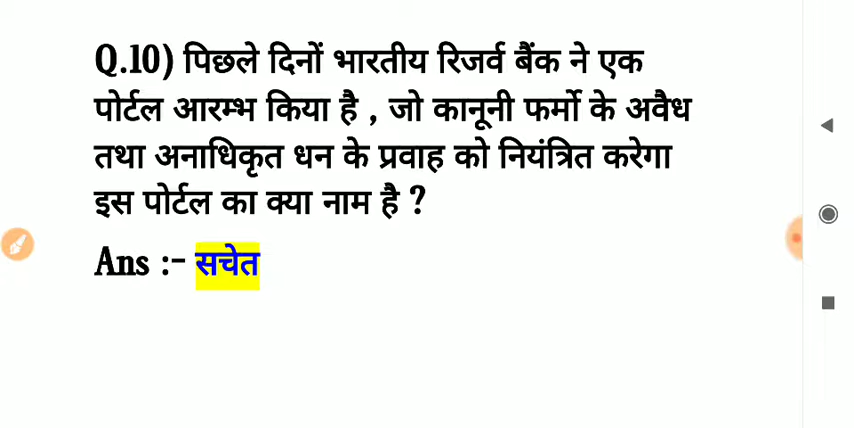 Q.10) पिछले दिनों भारतीय रिजर्व बैंक ने एक
पोर्टल आरम्भ किया है , जो कानूनी फर्मो के अवैध
तथा अनाधिकृत धन के प्रवाह को नियंत्रित करेगा
इस पोर्टल का क्या नाम है ?
Ans :- सचेत